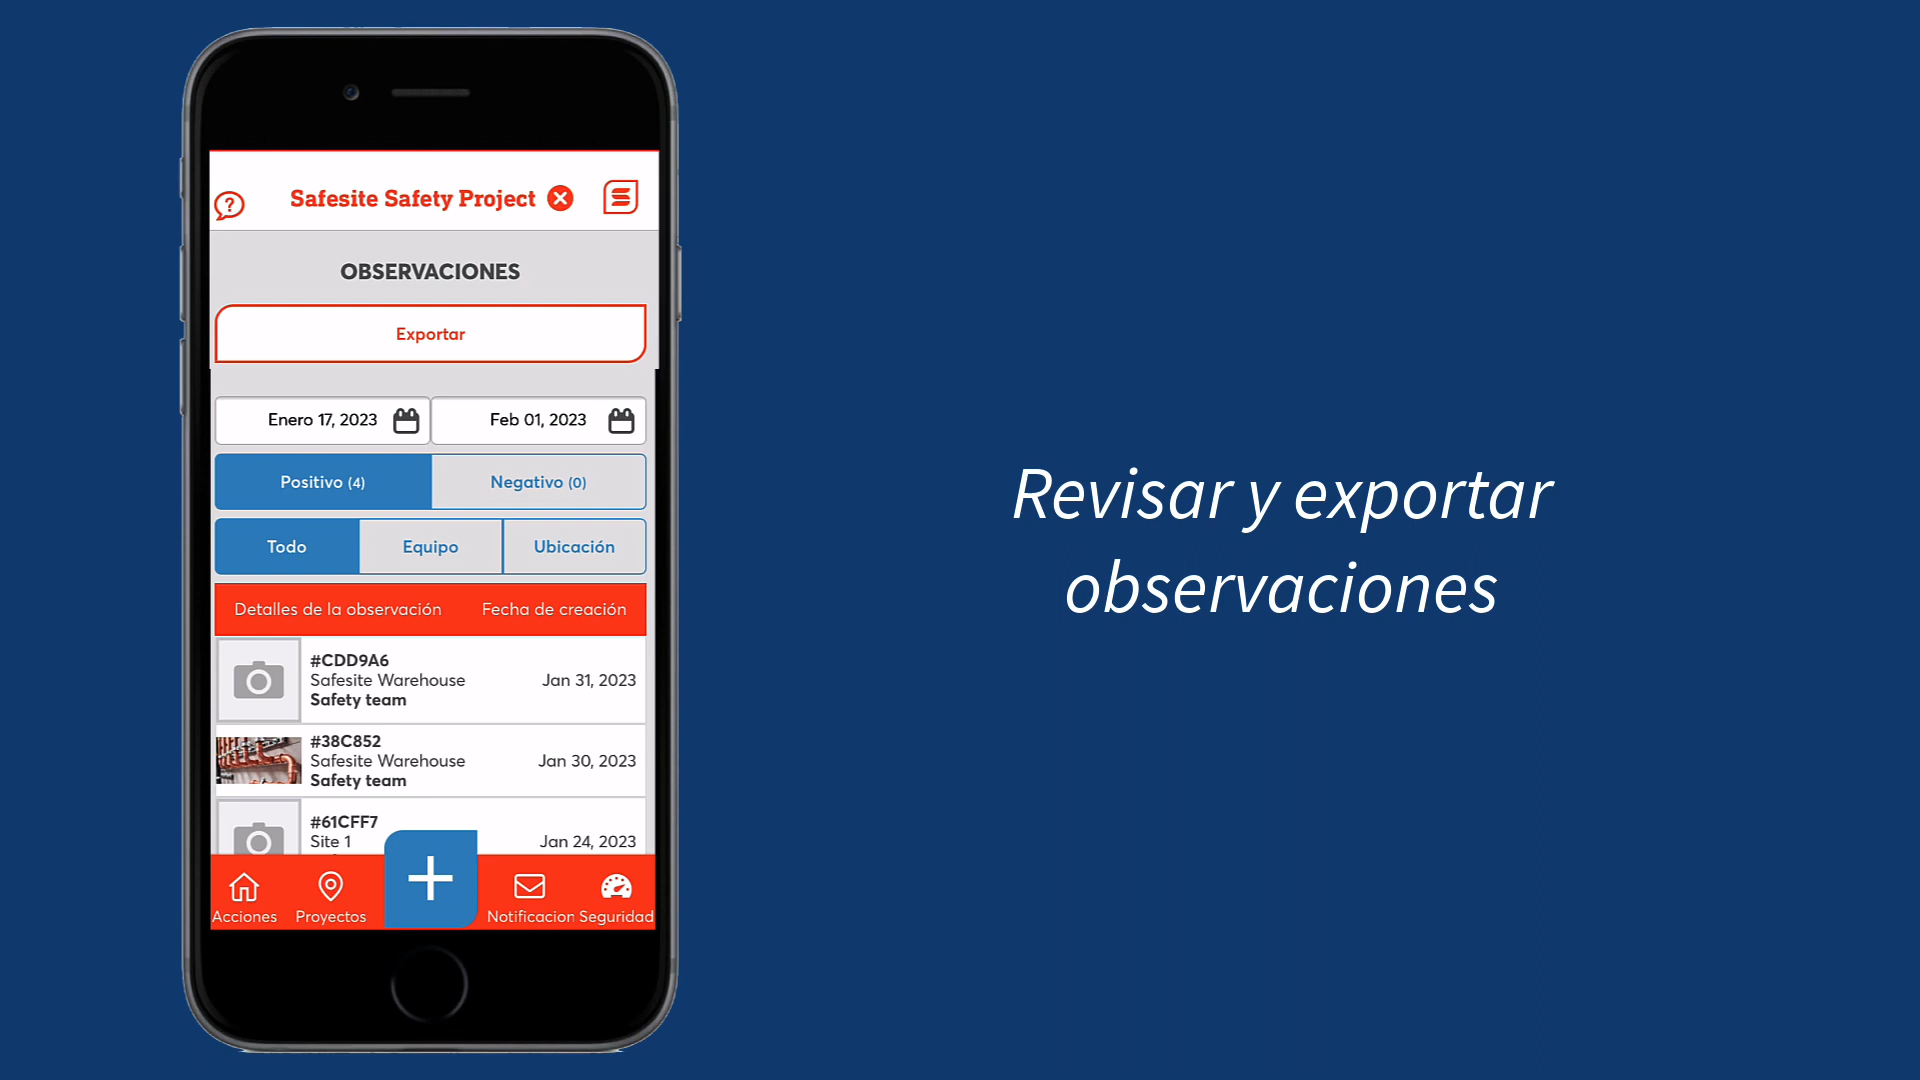 Safesite Safety Project
OBSERVACIONES
Exportar
Enero 17, 2023
Feb 01, 2023
Positivo (4)
Negativo (0)
Todo
Equipo
Ubicación
Detalles de la observación
Fecha de creación
#CDD9A6
Safesite Warehouse
Safety team
Jan 31, 2023
#38C852
Safesite Warehouse
Safety team
Jan 30, 2023
#61CFF7
Site 1
Jan 24, 2023
Acciones
Proyectos
Notificacion
Seguridad
Revisar y exportar
observaciones